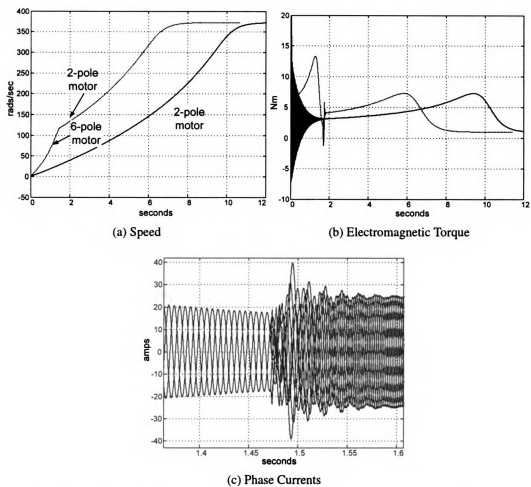 400
350
300
250
200
150
100
50
0
-50
rads/sec
2-pole
motor
6-pole
motor
2-pole
motor
0 2 4 6 8 10 12
seconds
(a) Speed
20
15
10
5
0
-5
-10
Nm
0 2 4 6 8 10 12
seconds
(b) Electromagnetic Torque
40
30
20
10
0
-10
-20
-30
-40
amps
1.4 1.45 1.5 1.55 1.6
seconds
(c) Phase Currents